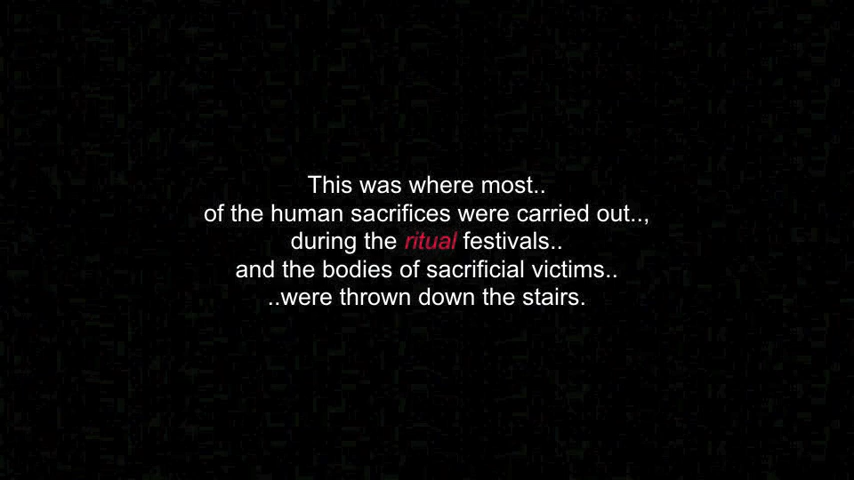 This was where most..
of the human sacrifices were carried out..,
during the ritual festivals..
and the bodies of sacrificial victims..
..were thrown down the stairs.